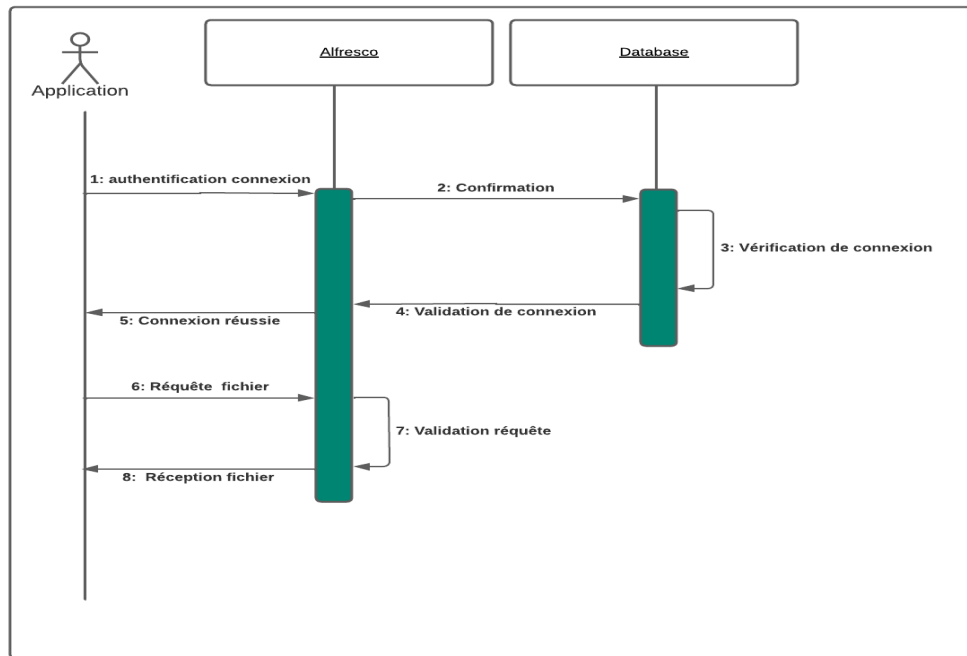 Alfresco
Database
Application
1: authentification connexion
2: Confirmation
3: Vérification de connexion
4: Validation de connexion
5: Connexion réussie
6: Réquête fichier
7: Validation réquête
8: Réception fichier